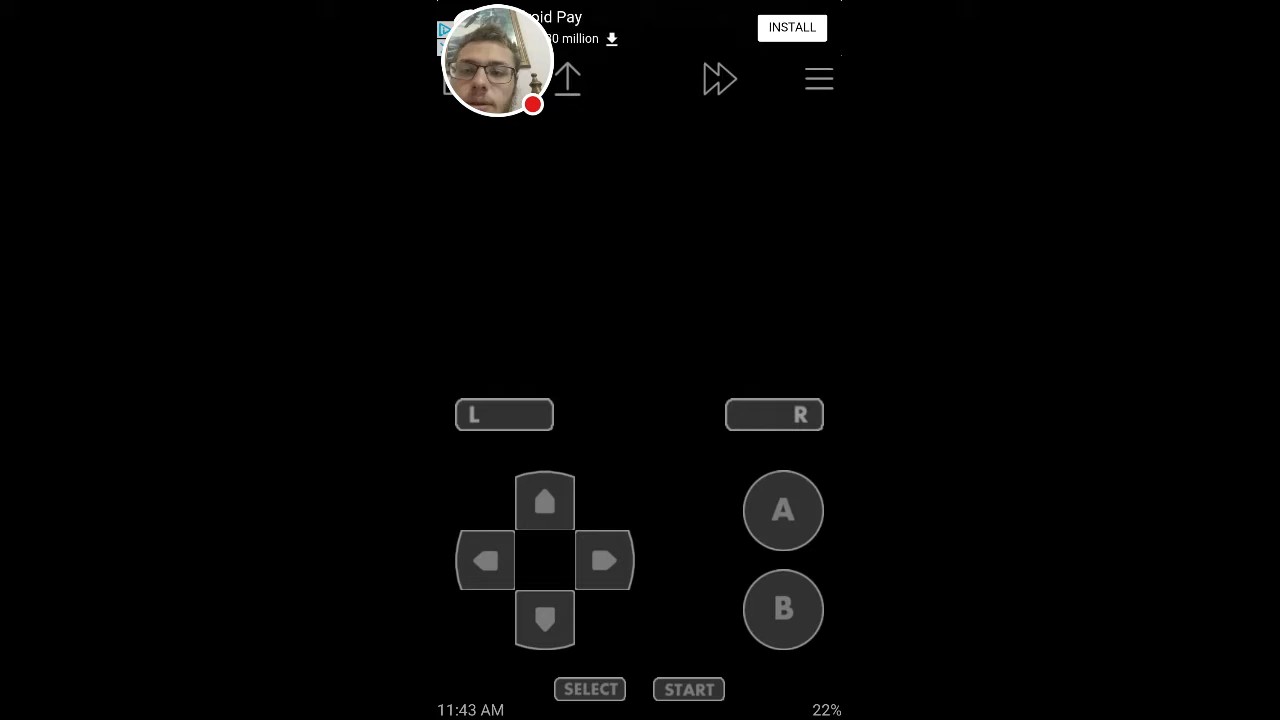 oid Pay
0 million
INSTALL
L
R
A
B
SELECT
START
11:43 AM
22%